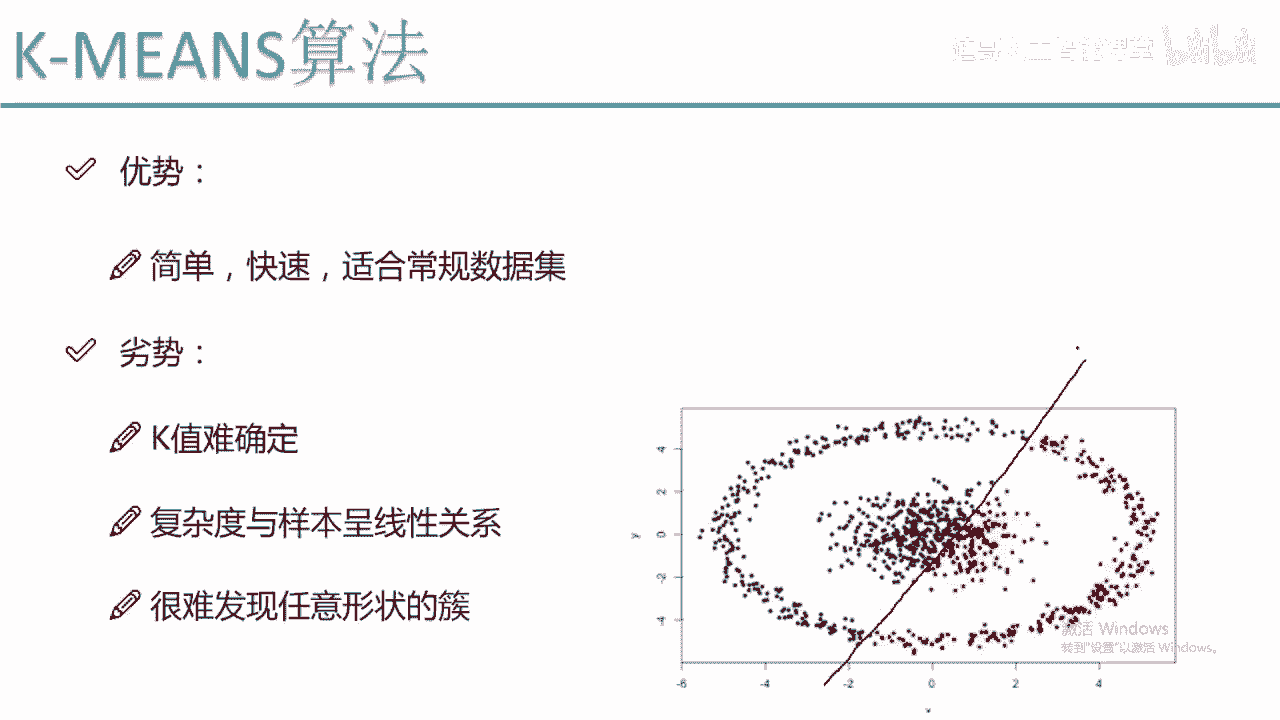 K-MEANS算法
bilibili
优势：
简单，快速，适合常规数据集
劣势：
K值难确定
复杂度与样本呈线性关系
很难发现任意形状的簇
4
2
0
-2
-4
y
-6 -4 -2 0 2 4
激活 Windows
转到"设置"以激活 Windows。